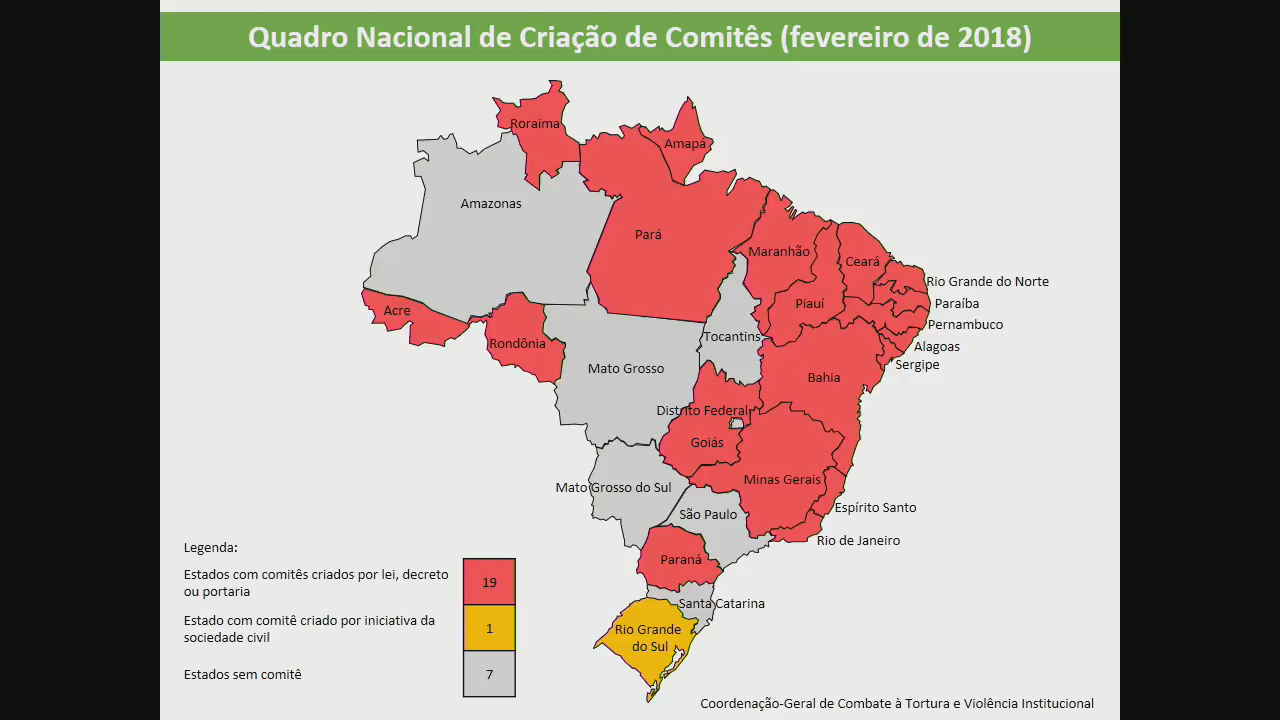 Quadro Nacional de Criação de Comitês (fevereiro de 2018)
Roraima
Amapá
Amazonas
Pará
Maranhão
Ceará
Rio Grande do Norte
Piauí
Paraíba
Acre
Pernambuco
Rondônia
Tocantins
Alagoas
Sergipe
Mato Grosso
Bahia
Distrito Federal
Goiás
Minas Gerais
Mato Grosso do Sul
Espírito Santo
São Paulo
Rio de Janeiro
Paraná
Santa Catarina
Rio Grande
do Sul
Legenda:
Estados com comitês criados por lei, decreto
ou portaria
19
Estado com comitê criado por iniciativa da
sociedade civil
1
Estados sem comitê
7
Coordenação-Geral de Combate à Tortura e Violência Institucional